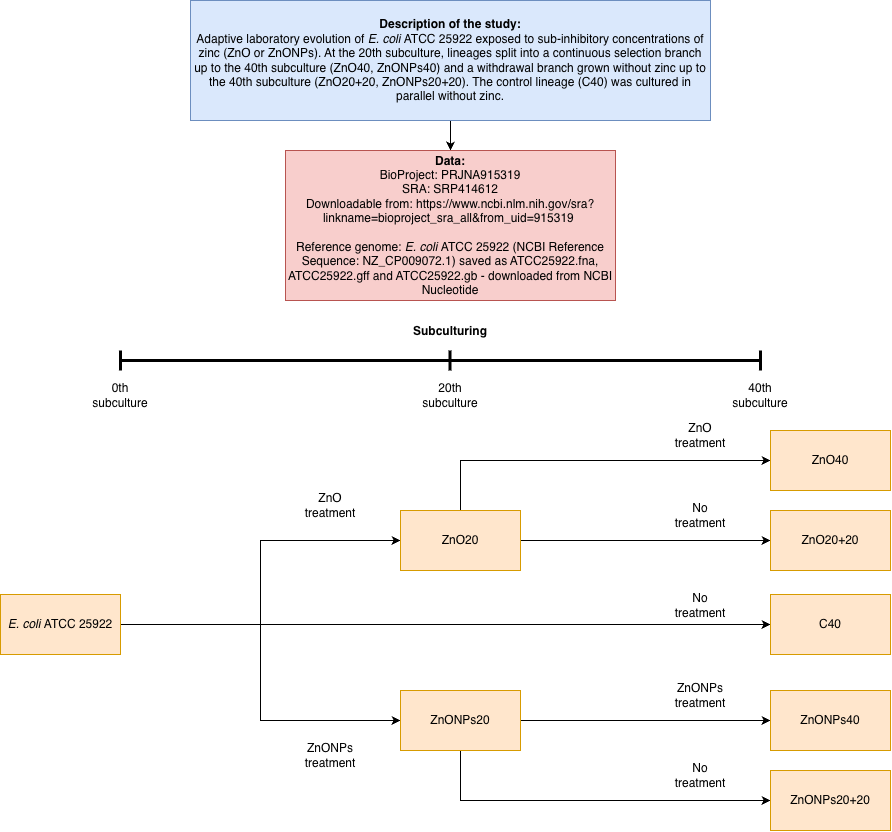 Description of the study:
Adaptive laboratory evolution of E. coli ATCC 25922 exposed to sub-inhibitory concentrations of
zinc (ZnO or ZnONPs). At the 20th subculture, lineages split into a continuous selection branch
up to the 40th subculture (ZnO40, ZnONPs40) and a withdrawal branch grown without zinc up to
the 40th subculture (ZnO20+20, ZnONPs20+20). The control lineage (C40) was cultured in
parallel without zinc.
Data:
BioProject: PRJNA915319
SRA: SRP414612
Downloadable from: https://www.ncbi.nlm.nih.gov/sra?
linkname=bioproject_sra_all&from_uid=915319
Reference genome: E. coli ATCC 25922 (NCBI Reference
Sequence: NZ_CP009072.1) saved as ATCC25922.fna,
ATCC25922.gff and ATCC25922.gb - downloaded from NCBI
Nucleotide
Subculturing
0th
subculture
20th
subculture
40th
subculture
ZnO
treatment
ZnO40
ZnO
treatment
No
treatment
ZnO20
ZnO20+20
No
treatment
E. coli ATCC 25922
C40
ZnONPs
treatment
ZnONPs20
ZnONPs40
ZnONPs
treatment
No
treatment
ZnONPs20+20